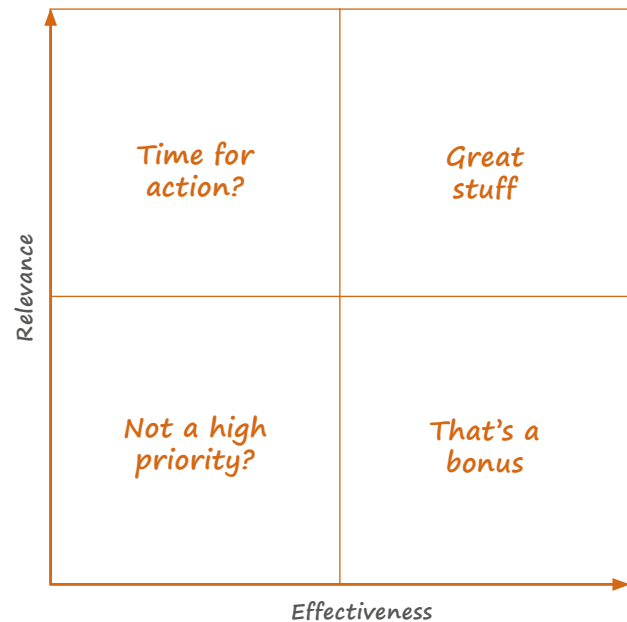 Time for
action?
Great
stuff
Relevance
Not a high
priority?
That's a
bonus
Effectiveness